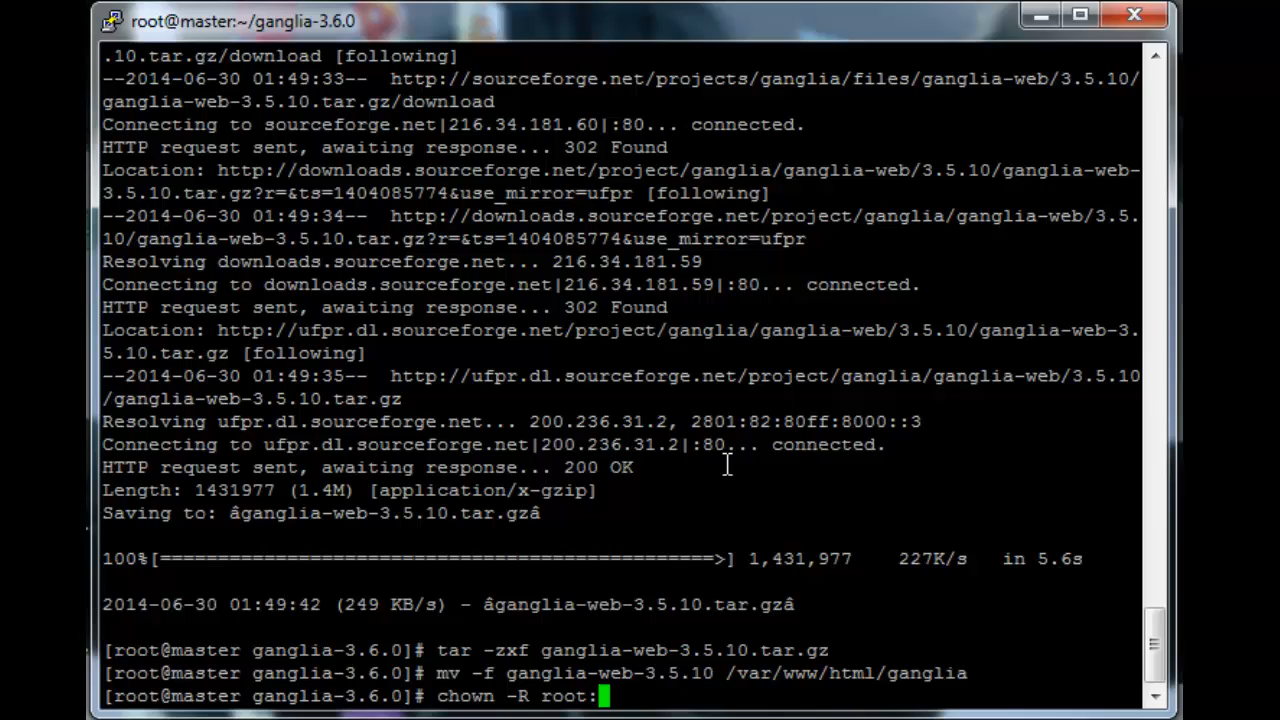 root@master:~/ganglia-3.6.0
.10.tar.gz/download [following]
--2014-06-30 01:49:33--  http://sourceforge.net/projects/ganglia/files/ganglia-web/3.5.10/
ganglia-web-3.5.10.tar.gz/download
Connecting to sourceforge.net|216.34.181.60|:80... connected.
HTTP request sent, awaiting response... 302 Found
Location: http://downloads.sourceforge.net/project/ganglia/ganglia-web/3.5.10/ganglia-web-
3.5.10.tar.gz?r=&ts=1404085774&use_mirror=ufpr [following]
--2014-06-30 01:49:34--  http://downloads.sourceforge.net/project/ganglia/ganglia-web/3.5.
10/ganglia-web-3.5.10.tar.gz?r=&ts=1404085774&use_mirror=ufpr
Resolving downloads.sourceforge.net... 216.34.181.59
Connecting to downloads.sourceforge.net|216.34.181.59|:80... connected.
HTTP request sent, awaiting response... 302 Found
Location: http://ufpr.dl.sourceforge.net/project/ganglia/ganglia-web/3.5.10/ganglia-web-3.
5.10.tar.gz [following]
--2014-06-30 01:49:35--  http://ufpr.dl.sourceforge.net/project/ganglia/ganglia-web/3.5.10
/ganglia-web-3.5.10.tar.gz
Resolving ufpr.dl.sourceforge.net... 200.236.31.2, 2801:82:80ff:8000::3
Connecting to ufpr.dl.sourceforge.net|200.236.31.2|:80... connected.
HTTP request sent, awaiting response... 200 OK
Length: 1431977 (1.4M) [application/x-gzip]
Saving to: âganglia-web-3.5.10.tar.gzâ
100%[================================================>] 1,431,977    227K/s   in 5.6s
2014-06-30 01:49:42 (249 KB/s) - âganglia-web-3.5.10.tar.gzâ
[root@master ganglia-3.6.0]# tar -zxf ganglia-web-3.5.10.tar.gz
[root@master ganglia-3.6.0]# mv -f ganglia-web-3.5.10 /var/www/html/ganglia
[root@master ganglia-3.6.0]# chown -R root: